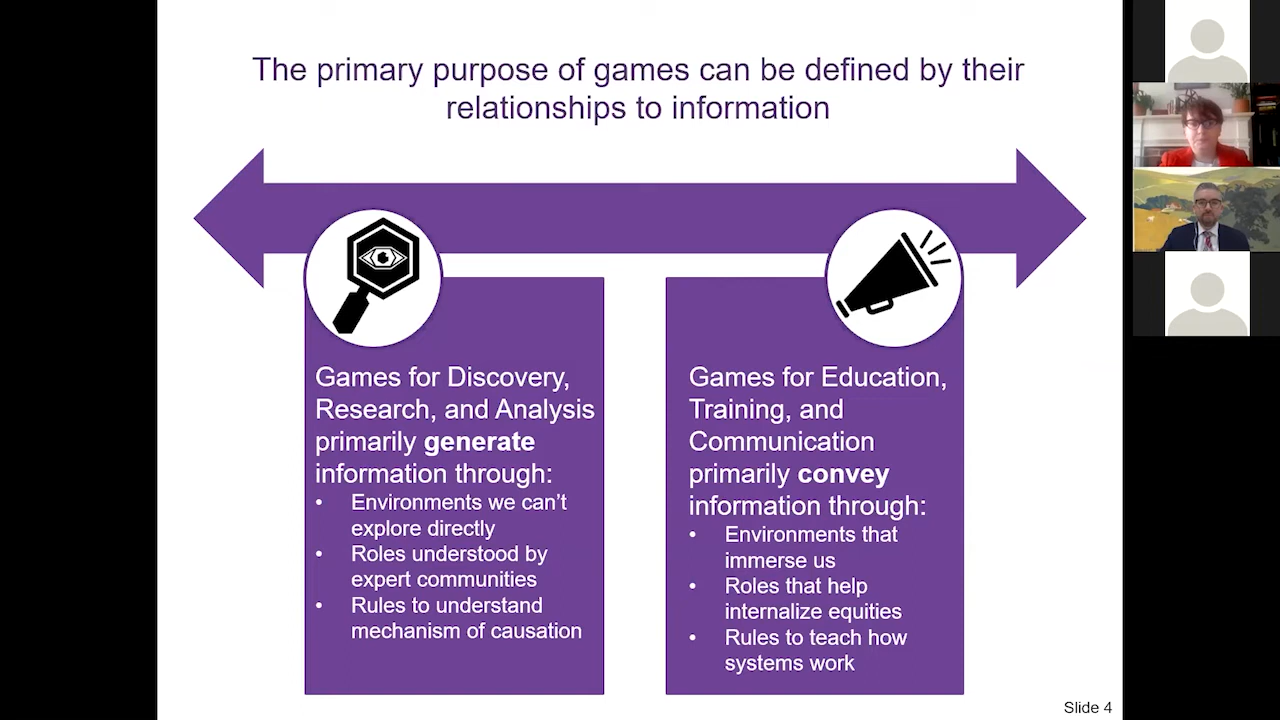 The primary purpose of games can be defined by their
relationships to information
Games for Discovery,
Research, and Analysis
primarily generate
information through:
• Environments we can't
explore directly
• Roles understood by
expert communities
• Rules to understand
mechanism of causation
Games for Education,
Training, and
Communication
primarily convey
information through:
• Environments that
immerse us
• Roles that help
internalize equities
• Rules to teach how
systems work
Slide 4